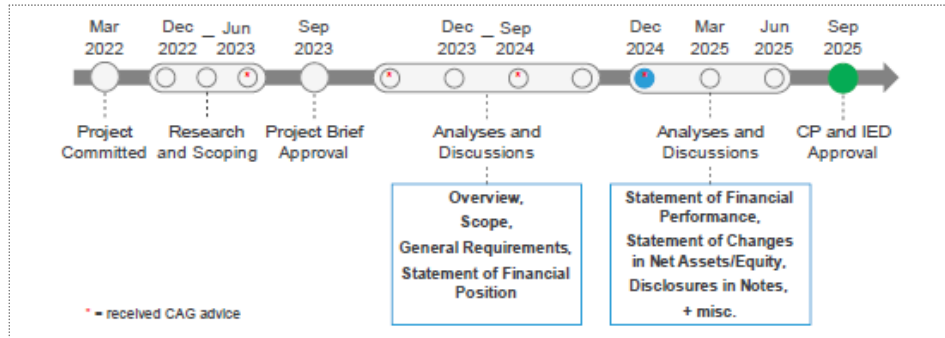 Mar
2022
Dec _ Jun
2022 2023
Sep
2023
Dec _ Sep
2023 2024
Dec
2024
Mar
2025
Jun
2025
Sep
2025
*
*
*
*
Project
Committed
Research
and Scoping
Project Brief
Approval
Analyses and
Discussions
Analyses and
Discussions
CP and IED
Approval
Overview,
Scope,
General Requirements,
Statement of Financial
Position
Statement of Financial
Performance,
Statement of Changes
in Net Assets/Equity,
Disclosures in Notes,
+ misc.
* = received CAG advice